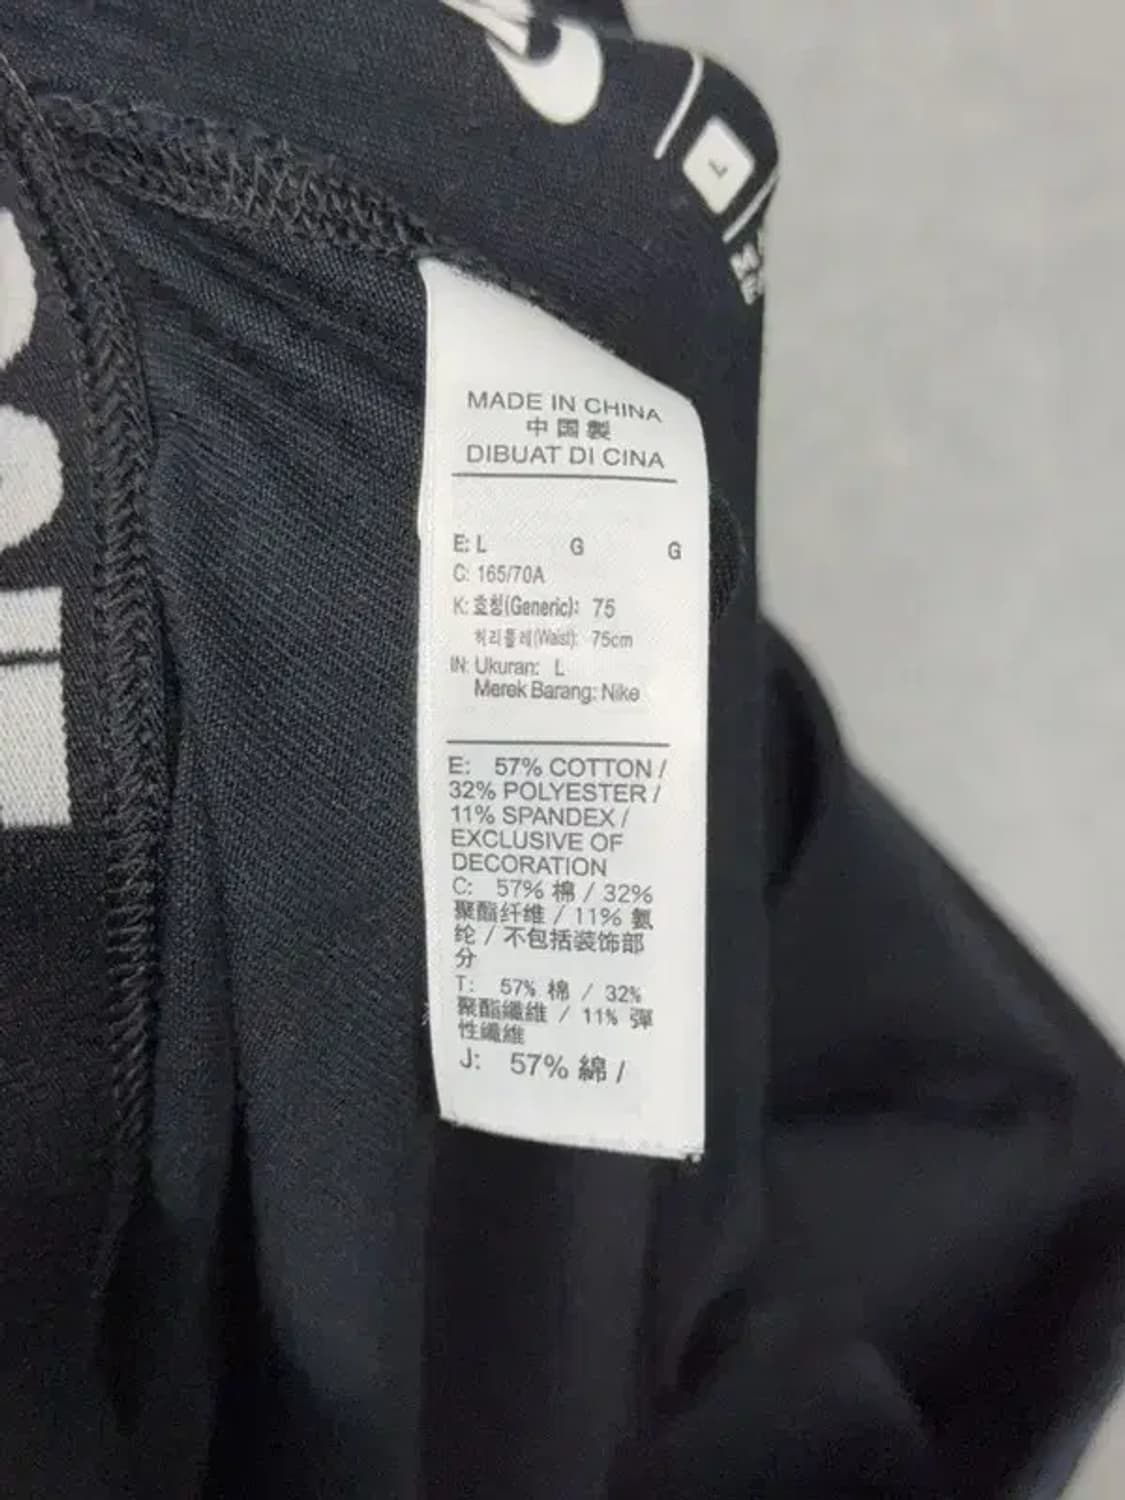 L
MADE IN CHINA
中国製
DIBUAT DI CINA
E: L G G
C: 165/70A
K: 호칭(Generic): 75
허리둘레(Waist): 75cm
IN: Ukuran: L
Merek Barang: Nike
E: 57% COTTON /
32% POLYESTER /
11% SPANDEX /
EXCLUSIVE OF
DECORATION
C: 57% 棉 / 32%
聚酯纤维 / 11% 氨
纶 / 不包括装饰部
分
T: 57% 棉 / 32%
聚酯纖維 / 11% 彈
性纖維
J: 57% 綿 /